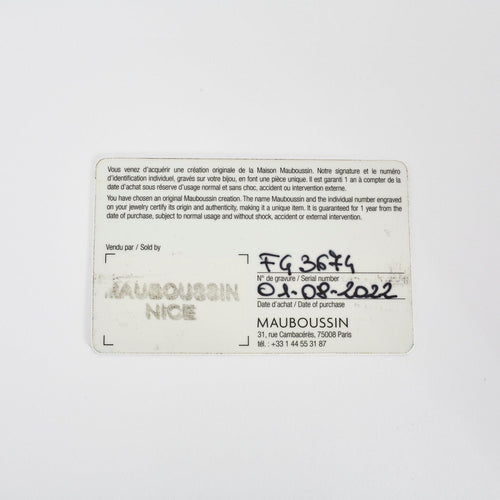 Vous venez d'acquérir une création originale de la Maison Mauboussin. Notre signature et le numéro
d'identification individuel, gravés sur votre bijou, en font une pièce unique. Il est garanti 1 an à compter de la
date d'achat sous réserve d'usage normal et sans choc, accident ou intervention externe.
You have chosen an original Mauboussin creation. The name Mauboussin and the individual number engraved
on your jewelry certify its origins and authenticity, making it a unique item. It is guaranteed for 1 year from the
date of purchase, subject to normal usage and without shock, accident or external intervention.
Vendu par / Sold by
MAUBOUSSIN
NICE
FG3674
N° de gravure / Serial number
01-08-2022
Date d'achat / Date of purchase
MAUBOUSSIN
31, rue Cambacérès, 75008 Paris
tél. : +33 1 44 55 31 87